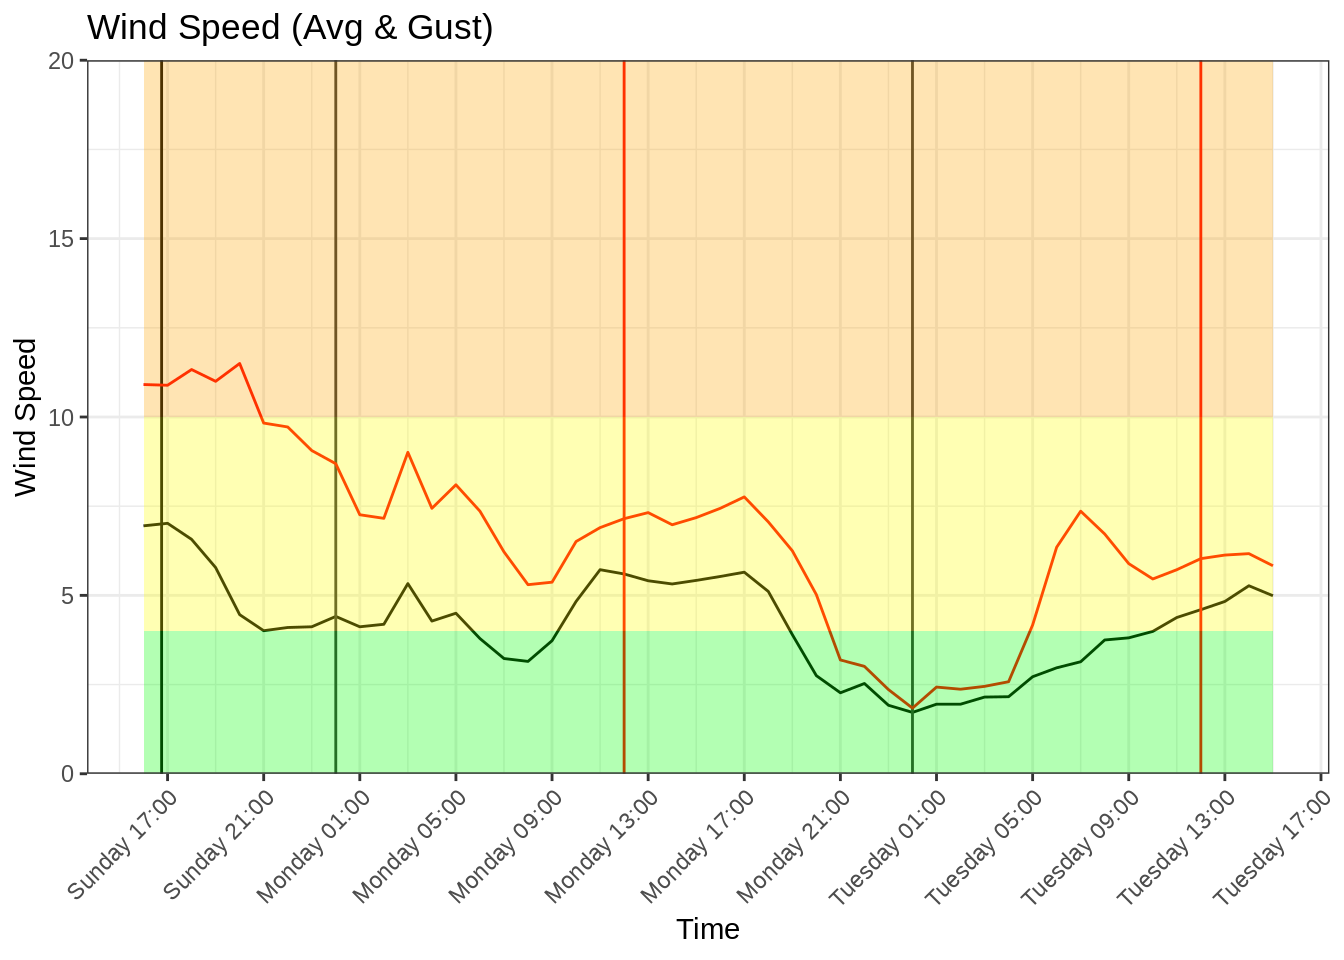 Wind Speed (Avg & Gust)
20
15
10
5
0
Wind Speed
Sunday 17:00
Sunday 21:00
Monday 01:00
Monday 05:00
Monday 09:00
Monday 13:00
Monday 17:00
Monday 21:00
Tuesday 01:00
Tuesday 05:00
Tuesday 09:00
Tuesday 13:00
Tuesday 17:00
Time